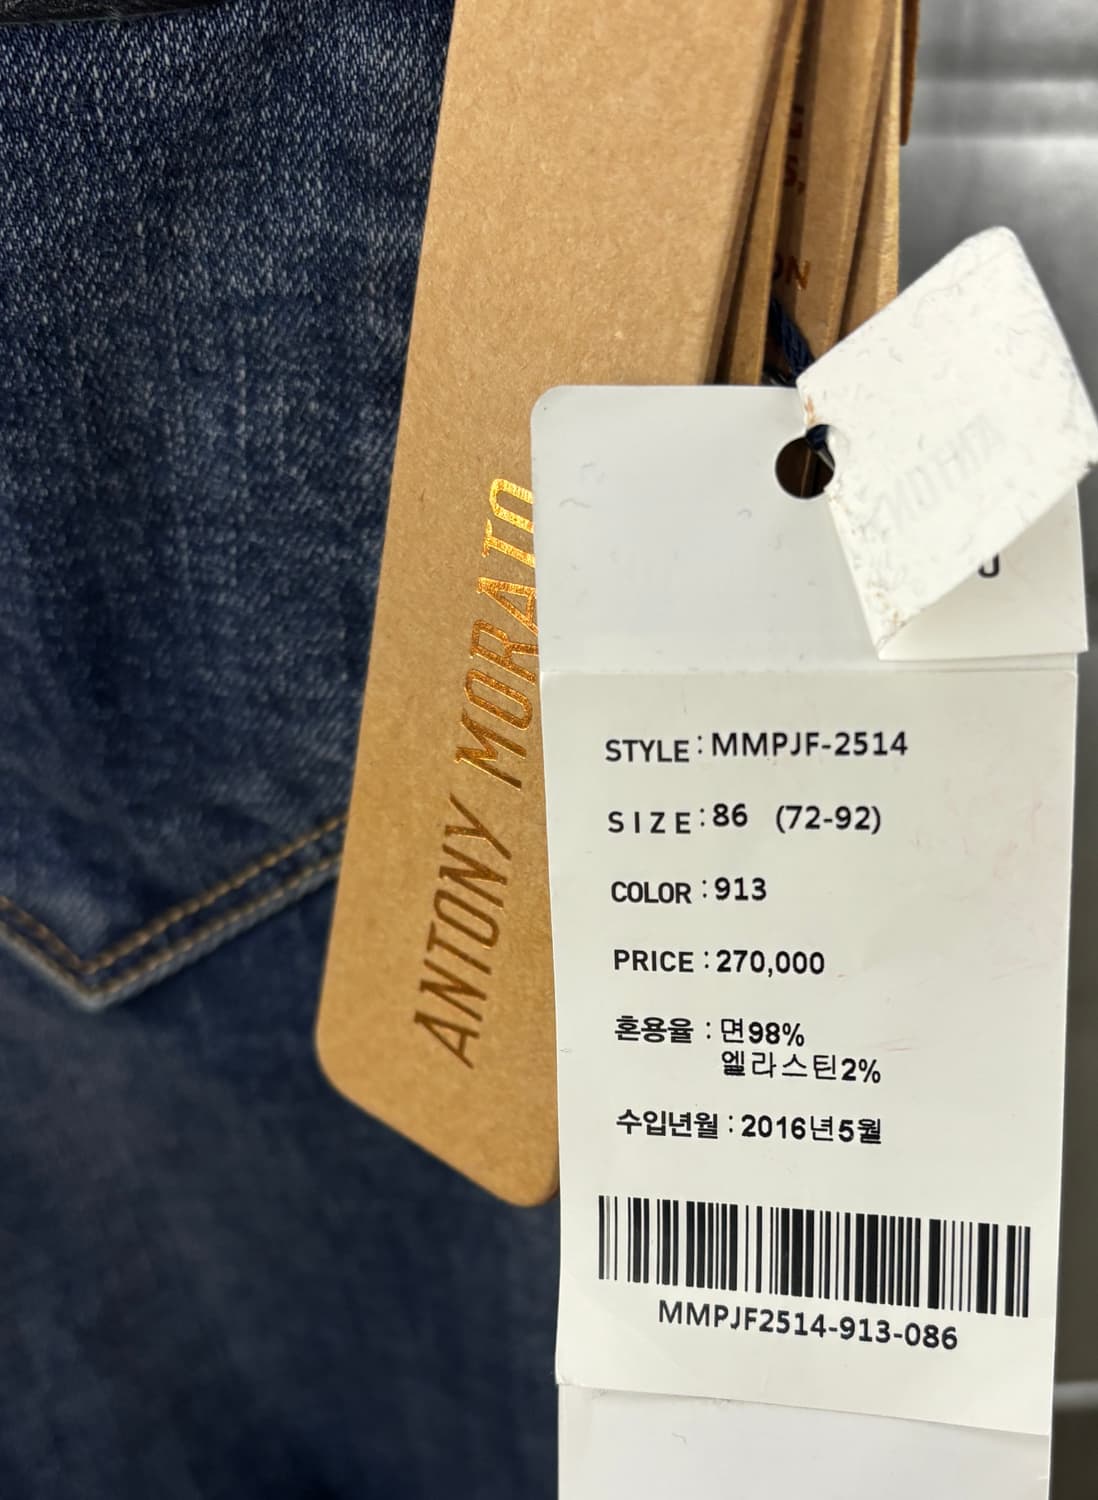 ANTONY MORATO
STYLE : MMPJF-2514
SIZE : 86 (72-92)
COLOR : 913
PRICE : 270,000
혼용율 : 면98%
엘라스틴2%
수입년월 : 2016년5월
MMPJF2514-913-086